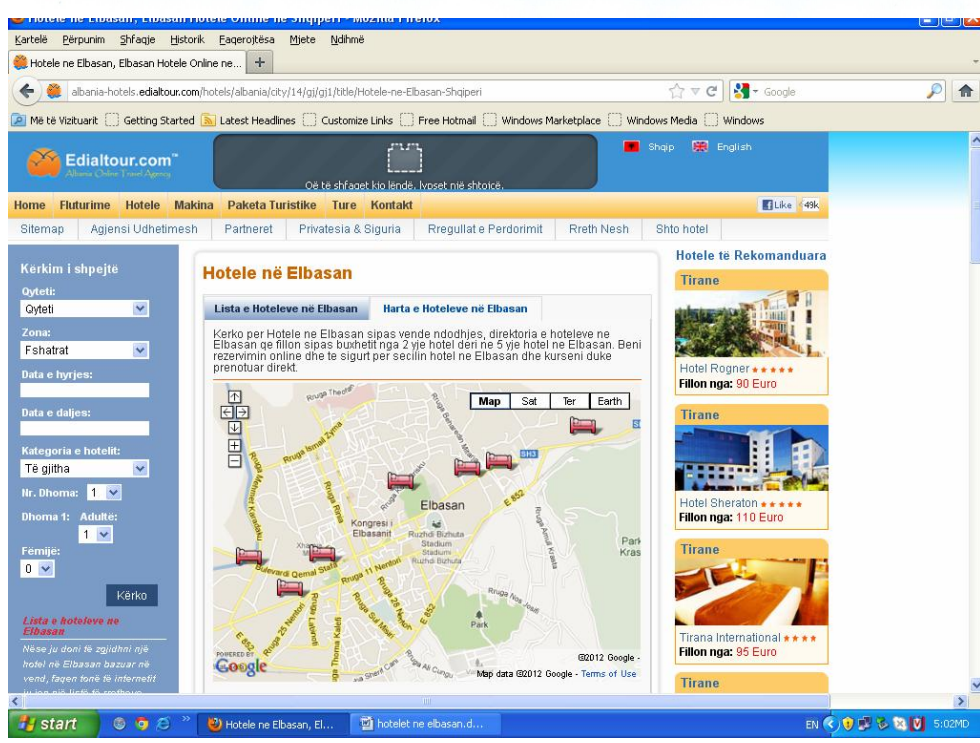 Hotele ne Elbasan, Elbasan Hotele Online ne Shqiperi - Mozilla Firefox
Kartelë Përpunim Shfaqje Historik Faqerojtësa Mjete Ndihmë
Hotele ne Elbasan, Elbasan Hotele Online ne...
albania-hotels.edialtour.com/hotels/albania/city/14/gj/gj1/title/Hotele-ne-Elbasan-Shqiperi
Google
Më të Vizituarit Getting Started Latest Headlines Customize Links Free Hotmail Windows Marketplace Windows Media Windows
Edialtour.com™
Albania Online Travel Agency
Që të shfaqet kjo lëndë, lypset një shtojcë.
Shqip English
Home Fluturime Hotele Makina Paketa Turistike Ture Kontakt
Like 49k
Sitemap Agjensi Udhetimesh Partneret Privatesia & Siguria Rregullat e Perdorimit Rreth Nesh Shto hotel
Kërkim i shpejtë
Qyteti:
Qyteti
Zona:
Fshatrat
Data e hyrjes:
Data e daljes:
Kategoria e hotelit:
Të gjitha
Nr. Dhoma: 1
Dhoma 1: Adultë:
1
Fëmijë:
0
Kërko
Lista e hoteleve ne
Elbasan
Nëse ju doni të zgjidhni një
hotel në Elbasan bazuar në
vend, faqen tonë të internetit
Hotele në Elbasan
Lista e Hoteleve në Elbasan Harta e Hoteleve në Elbasan
Kerko per Hotele ne Elbasan sipas vende ndodhjes, direktoria e hoteleve ne
Elbasan qe fillon sipas buxhetit nga 2 yje hotel deri ne 5 yje hotel ne Elbasan. Beni
rezervimin online dhe te sigurt per secilin hotel ne Elbasan dhe kurseni duke
prenotuar direkt.
Map Sat Ter Earth
Rruga Ismail Zyma
SH3
E 852
Elbasan
Kongresi i
Elbasanit
Ruzhdi Bizhuta
Stadium
Stadiumi
Ruzhdi Bizhuta
Bulevardi Qemal Stafa
Rruga 11 Nentori
E 852
Park
POWERED BY
Google
©2012 Google -
Map data ©2012 Google - Terms of Use
Hotele të Rekomanduara
Tirane
Hotel Rogner
Fillon nga: 90 Euro
Tirane
Hotel Sheraton
Fillon nga: 110 Euro
Tirane
Tirana International
Fillon nga: 95 Euro
Tirane
start
Hotele ne Elbasan, El...
hotelet ne elbasan.d...
EN
5:02MD